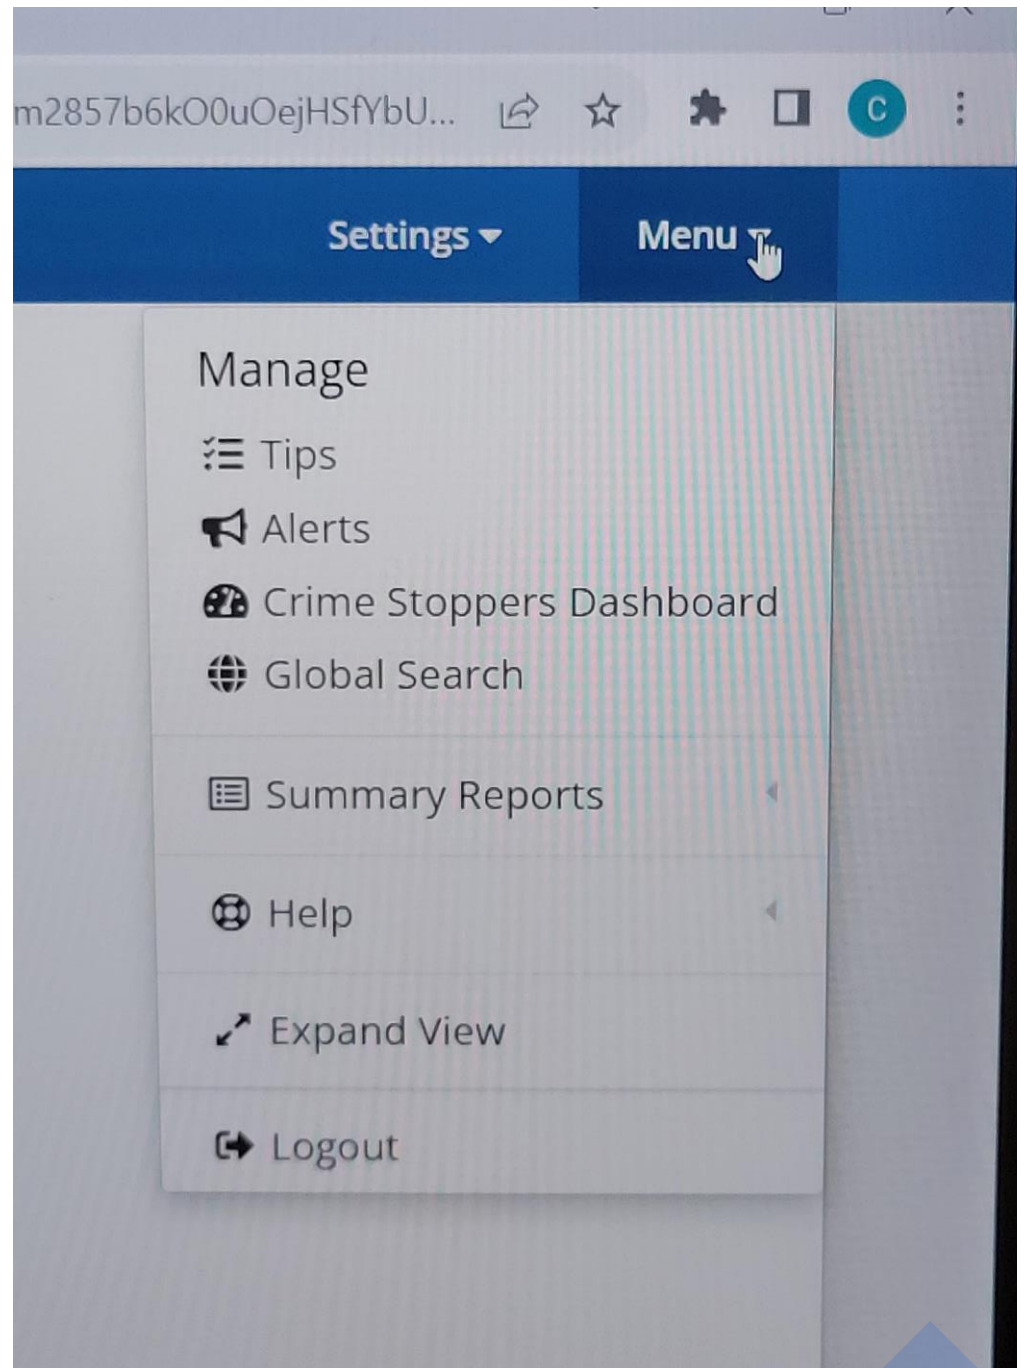 m2857b6kO0uOejHSfYbU...
C
Settings
Menu
Manage
Tips
Alerts
Crime Stoppers Dashboard
Global Search
Summary Reports
Help
Expand View
Logout